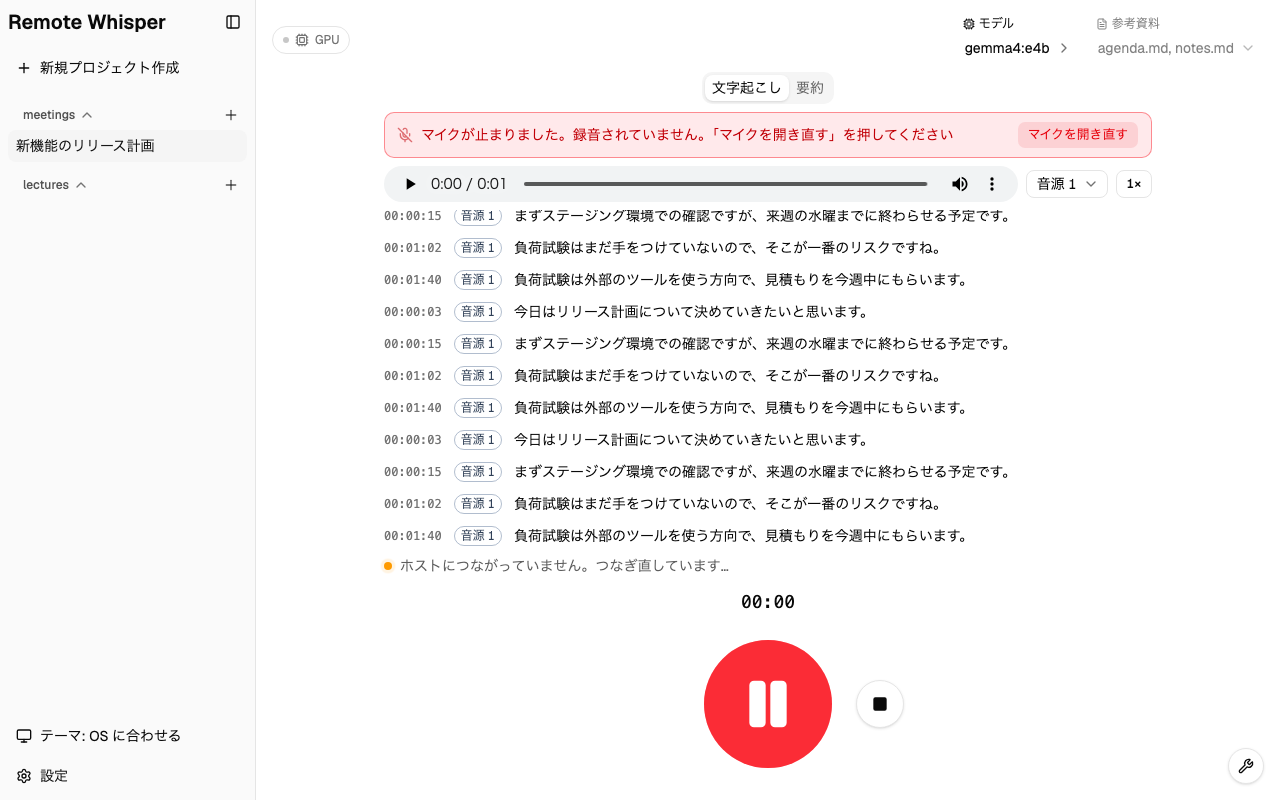 Remote Whisper
新規プロジェクト作成
meetings
新機能のリリース計画
lectures
テーマ: OS に合わせる
設定
GPU
モデル
gemma4:e4b
参考資料
agenda.md, notes.md
文字起こし 要約
マイクが止まりました。録音されていません。「マイクを開き直す」を押してください マイクを開き直す
0:00 / 0:01 音源 1 1×
00:00:15 音源 1 まずステージング環境での確認ですが、来週の水曜までに終わらせる予定です。
00:01:02 音源 1 負荷試験はまだ手をつけていないので、そこが一番のリスクですね。
00:01:40 音源 1 負荷試験は外部のツールを使う方向で、見積もりを今週中にもらいます。
00:00:03 音源 1 今日はリリース計画について決めていきたいと思います。
00:00:15 音源 1 まずステージング環境での確認ですが、来週の水曜までに終わらせる予定です。
00:01:02 音源 1 負荷試験はまだ手をつけていないので、そこが一番のリスクですね。
00:01:40 音源 1 負荷試験は外部のツールを使う方向で、見積もりを今週中にもらいます。
00:00:03 音源 1 今日はリリース計画について決めていきたいと思います。
00:00:15 音源 1 まずステージング環境での確認ですが、来週の水曜までに終わらせる予定です。
00:01:02 音源 1 負荷試験はまだ手をつけていないので、そこが一番のリスクですね。
00:01:40 音源 1 負荷試験は外部のツールを使う方向で、見積もりを今週中にもらいます。
ホストにつながっていません。つなぎ直しています…
00:00